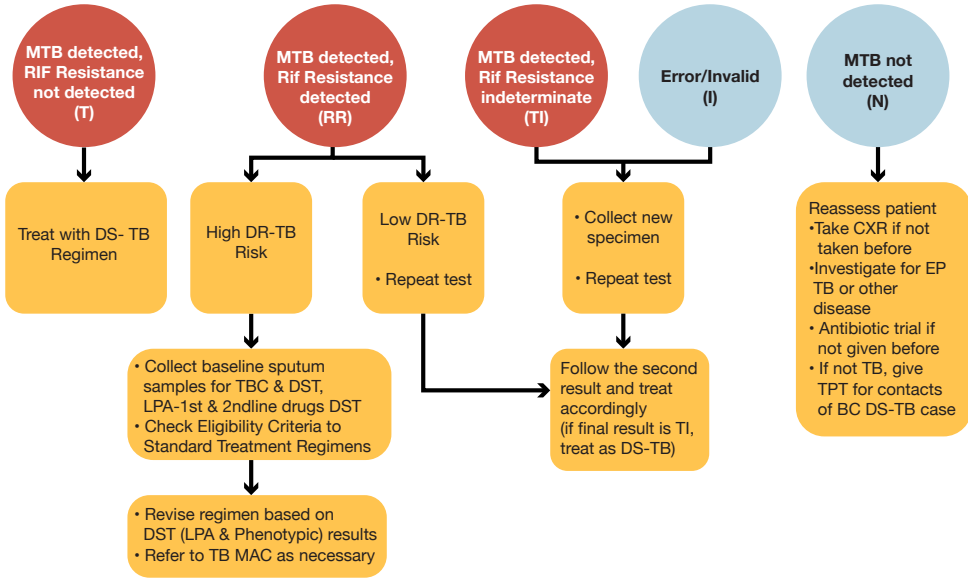 MTB detected,
RIF Resistance
not detected
(T)
MTB detected,
Rif Resistance
detected
(RR)
MTB detected,
Rif Resistance
indeterminate
(TI)
Error/Invalid
(I)
MTB not
detected
(N)
Treat with DS- TB
Regimen
High DR-TB
Risk
Low DR-TB
Risk
• Repeat test
• Collect new
specimen
• Repeat test
Reassess patient
•Take CXR if not
taken before
•Investigate for EP
TB or other
disease
• Antibiotic trial if
not given before
• If not TB, give
TPT for contacts
of BC DS-TB case
• Collect baseline sputum
samples for TBC & DST,
LPA-1st & 2ndline drugs DST
• Check Eligibility Criteria to
Standard Treatment Regimens
Follow the second
result and treat
accordingly
(if final result is TI,
treat as DS-TB)
• Revise regimen based on
DST (LPA & Phenotypic) results
• Refer to TB MAC as necessary